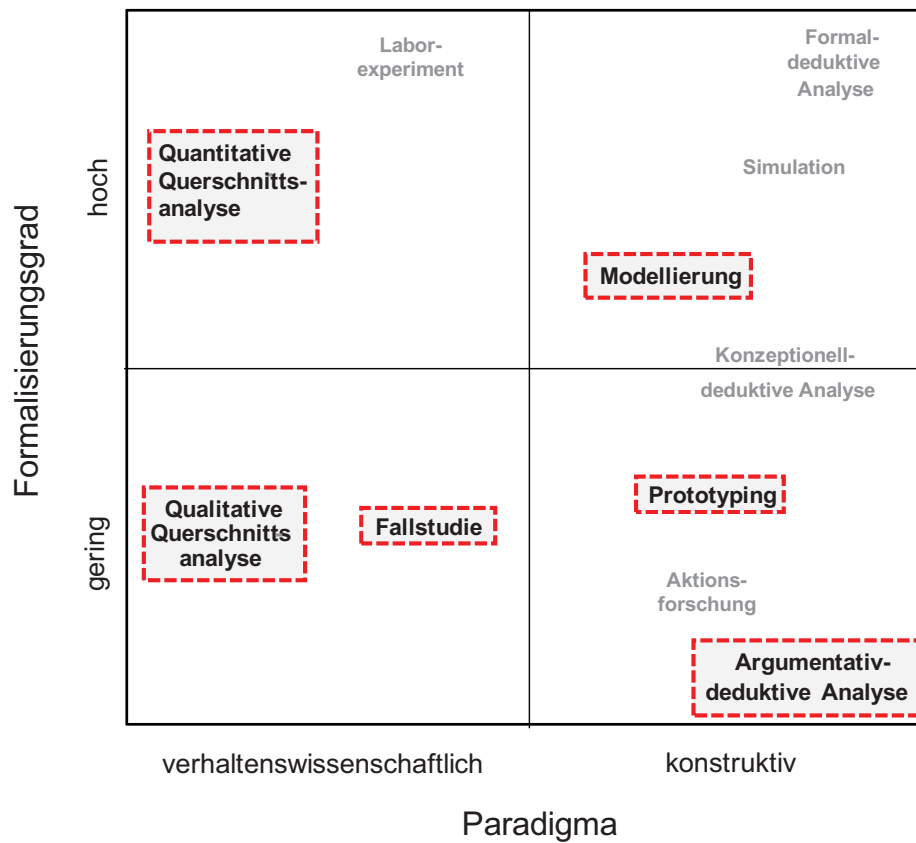 Labor-
experiment
Formal-
deduktive
Analyse
Quantitative
Querschnitts-
analyse
Simulation
Modellierung
Konzeptionell-
deduktive Analyse
Qualitative
Querschnitts
analyse
Fallstudie
Prototyping
Aktions-
forschung
Argumentativ-
deduktive Analyse
Formalisierungsgrad
hoch
gering
verhaltenswissenschaftlich
konstruktiv
Paradigma